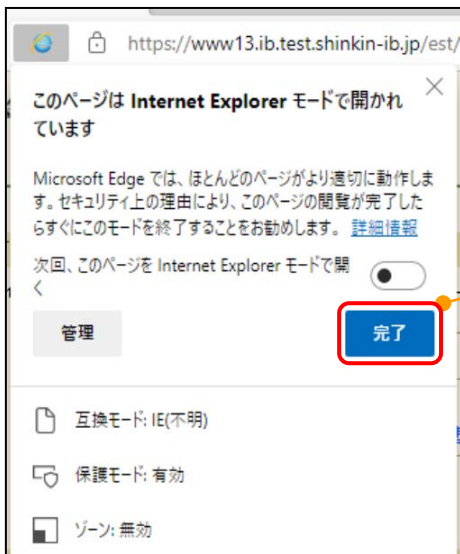 https://www13.ib.test.shinkin-ib.jp/est/
このページは Internet Explorer モードで開かれ
ています
Microsoft Edge では、ほとんどのページがより適切に動作しま
す。セキュリティ上の理由により、このページの閲覧が完了した
らすぐにこのモードを終了することをお勧めします。 詳細情報
次回、このページを Internet Explorer モードで開
く
管理
完了
互換モード: IE(不明)
保護モード: 有効
ゾーン: 無効